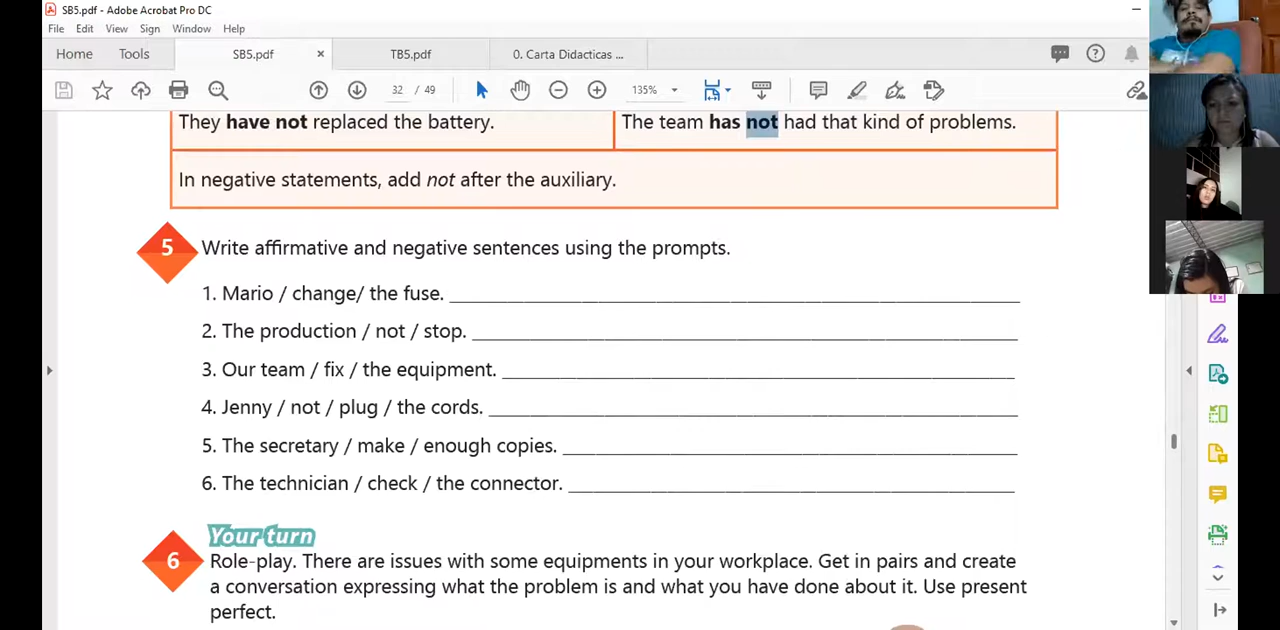 SB5.pdf - Adobe Acrobat Pro DC
File Edit View Sign Window Help
Home Tools SB5.pdf × TB5.pdf 0. Carta Didacticas ...
32 / 49 135%
They have not replaced the battery. The team has not had that kind of problems.
In negative statements, add not after the auxiliary.
5 Write affirmative and negative sentences using the prompts.
1. Mario / change/ the fuse.
2. The production / not / stop.
3. Our team / fix / the equipment.
4. Jenny / not / plug / the cords.
5. The secretary / make / enough copies.
6. The technician / check / the connector.
Your turn
6 Role-play. There are issues with some equipments in your workplace. Get in pairs and create
a conversation expressing what the problem is and what you have done about it. Use present
perfect.